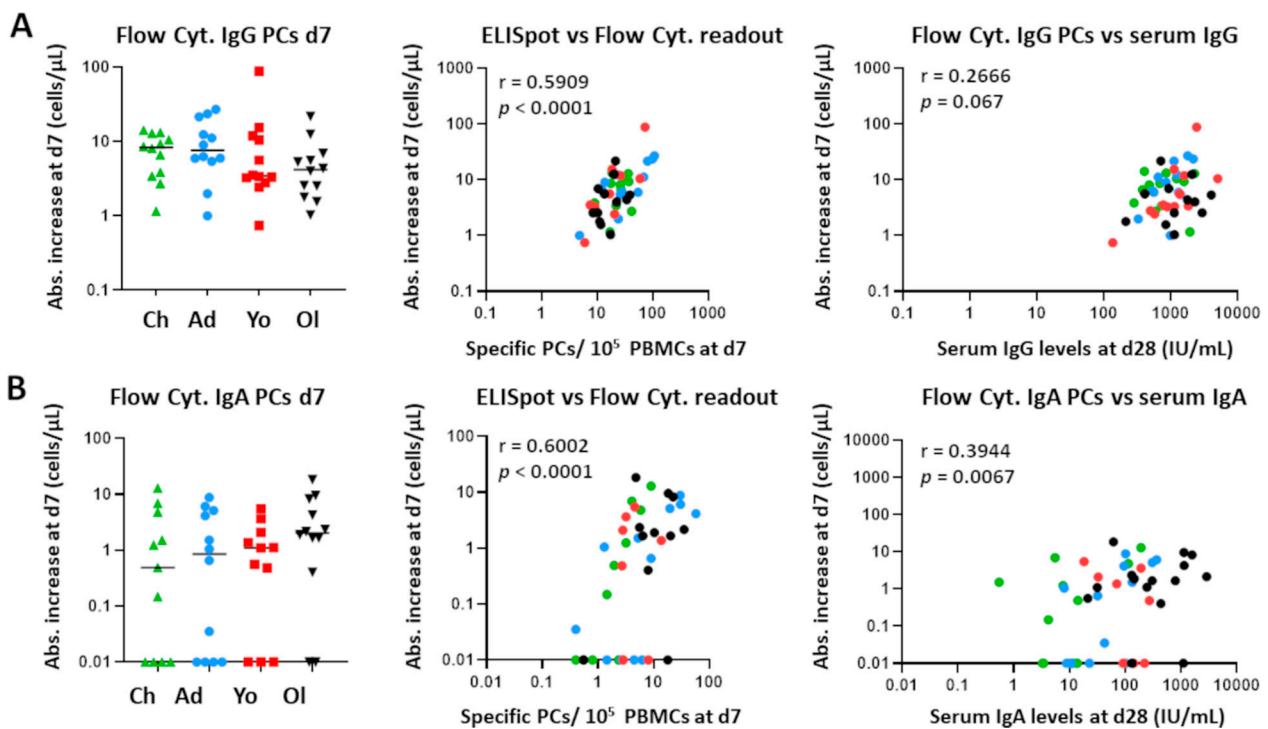 A
Flow Cyt. IgG PCs d7
Abs. increase at d7 (cells/µL)
100
10
1
0.1
Ch Ad Yo Ol
ELISpot vs Flow Cyt. readout
r = 0.5909
p < 0.0001
Abs. increase at d7 (cells/µL)
1000
100
10
1
0.1
0.1 1 10 100 1000
Specific PCs/ 10⁵ PBMCs at d7
Flow Cyt. IgG PCs vs serum IgG
r = 0.2666
p = 0.067
Abs. increase at d7 (cells/µL)
1000
100
10
1
0.1
0.1 1 10 100 1000 10000
Serum IgG levels at d28 (IU/mL)
B
Flow Cyt. IgA PCs d7
Abs. increase at d7 (cells/µL)
100
10
1
0.1
0.01
Ch Ad Yo Ol
ELISpot vs Flow Cyt. readout
r = 0.6002
p < 0.0001
Abs. increase at d7 (cells/µL)
100
10
1
0.1
0.01
0.01 0.1 1 10 100
Specific PCs/ 10⁵ PBMCs at d7
Flow Cyt. IgA PCs vs serum IgA
r = 0.3944
p = 0.0067
Abs. increase at d7 (cells/µL)
10000
1000
100
10
1
0.1
0.01
0.01 0.1 1 10 100 1000 10000
Serum IgA levels at d28 (IU/mL)